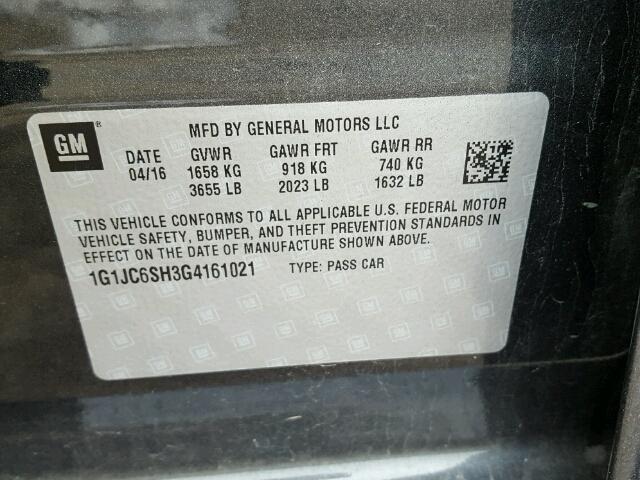 GM ®
MFD BY GENERAL MOTORS LLC
DATE GVWR GAWR FRT GAWR RR
04/16 1658 KG 918 KG 740 KG
3655 LB 2023 LB 1632 LB
THIS VEHICLE CONFORMS TO ALL APPLICABLE U.S. FEDERAL MOTOR
VEHICLE SAFETY, BUMPER, AND THEFT PREVENTION STANDARDS IN
EFFECT ON THE DATE OF MANUFACTURE SHOWN ABOVE.
1G1JC6SH3G4161021 TYPE: PASS CAR